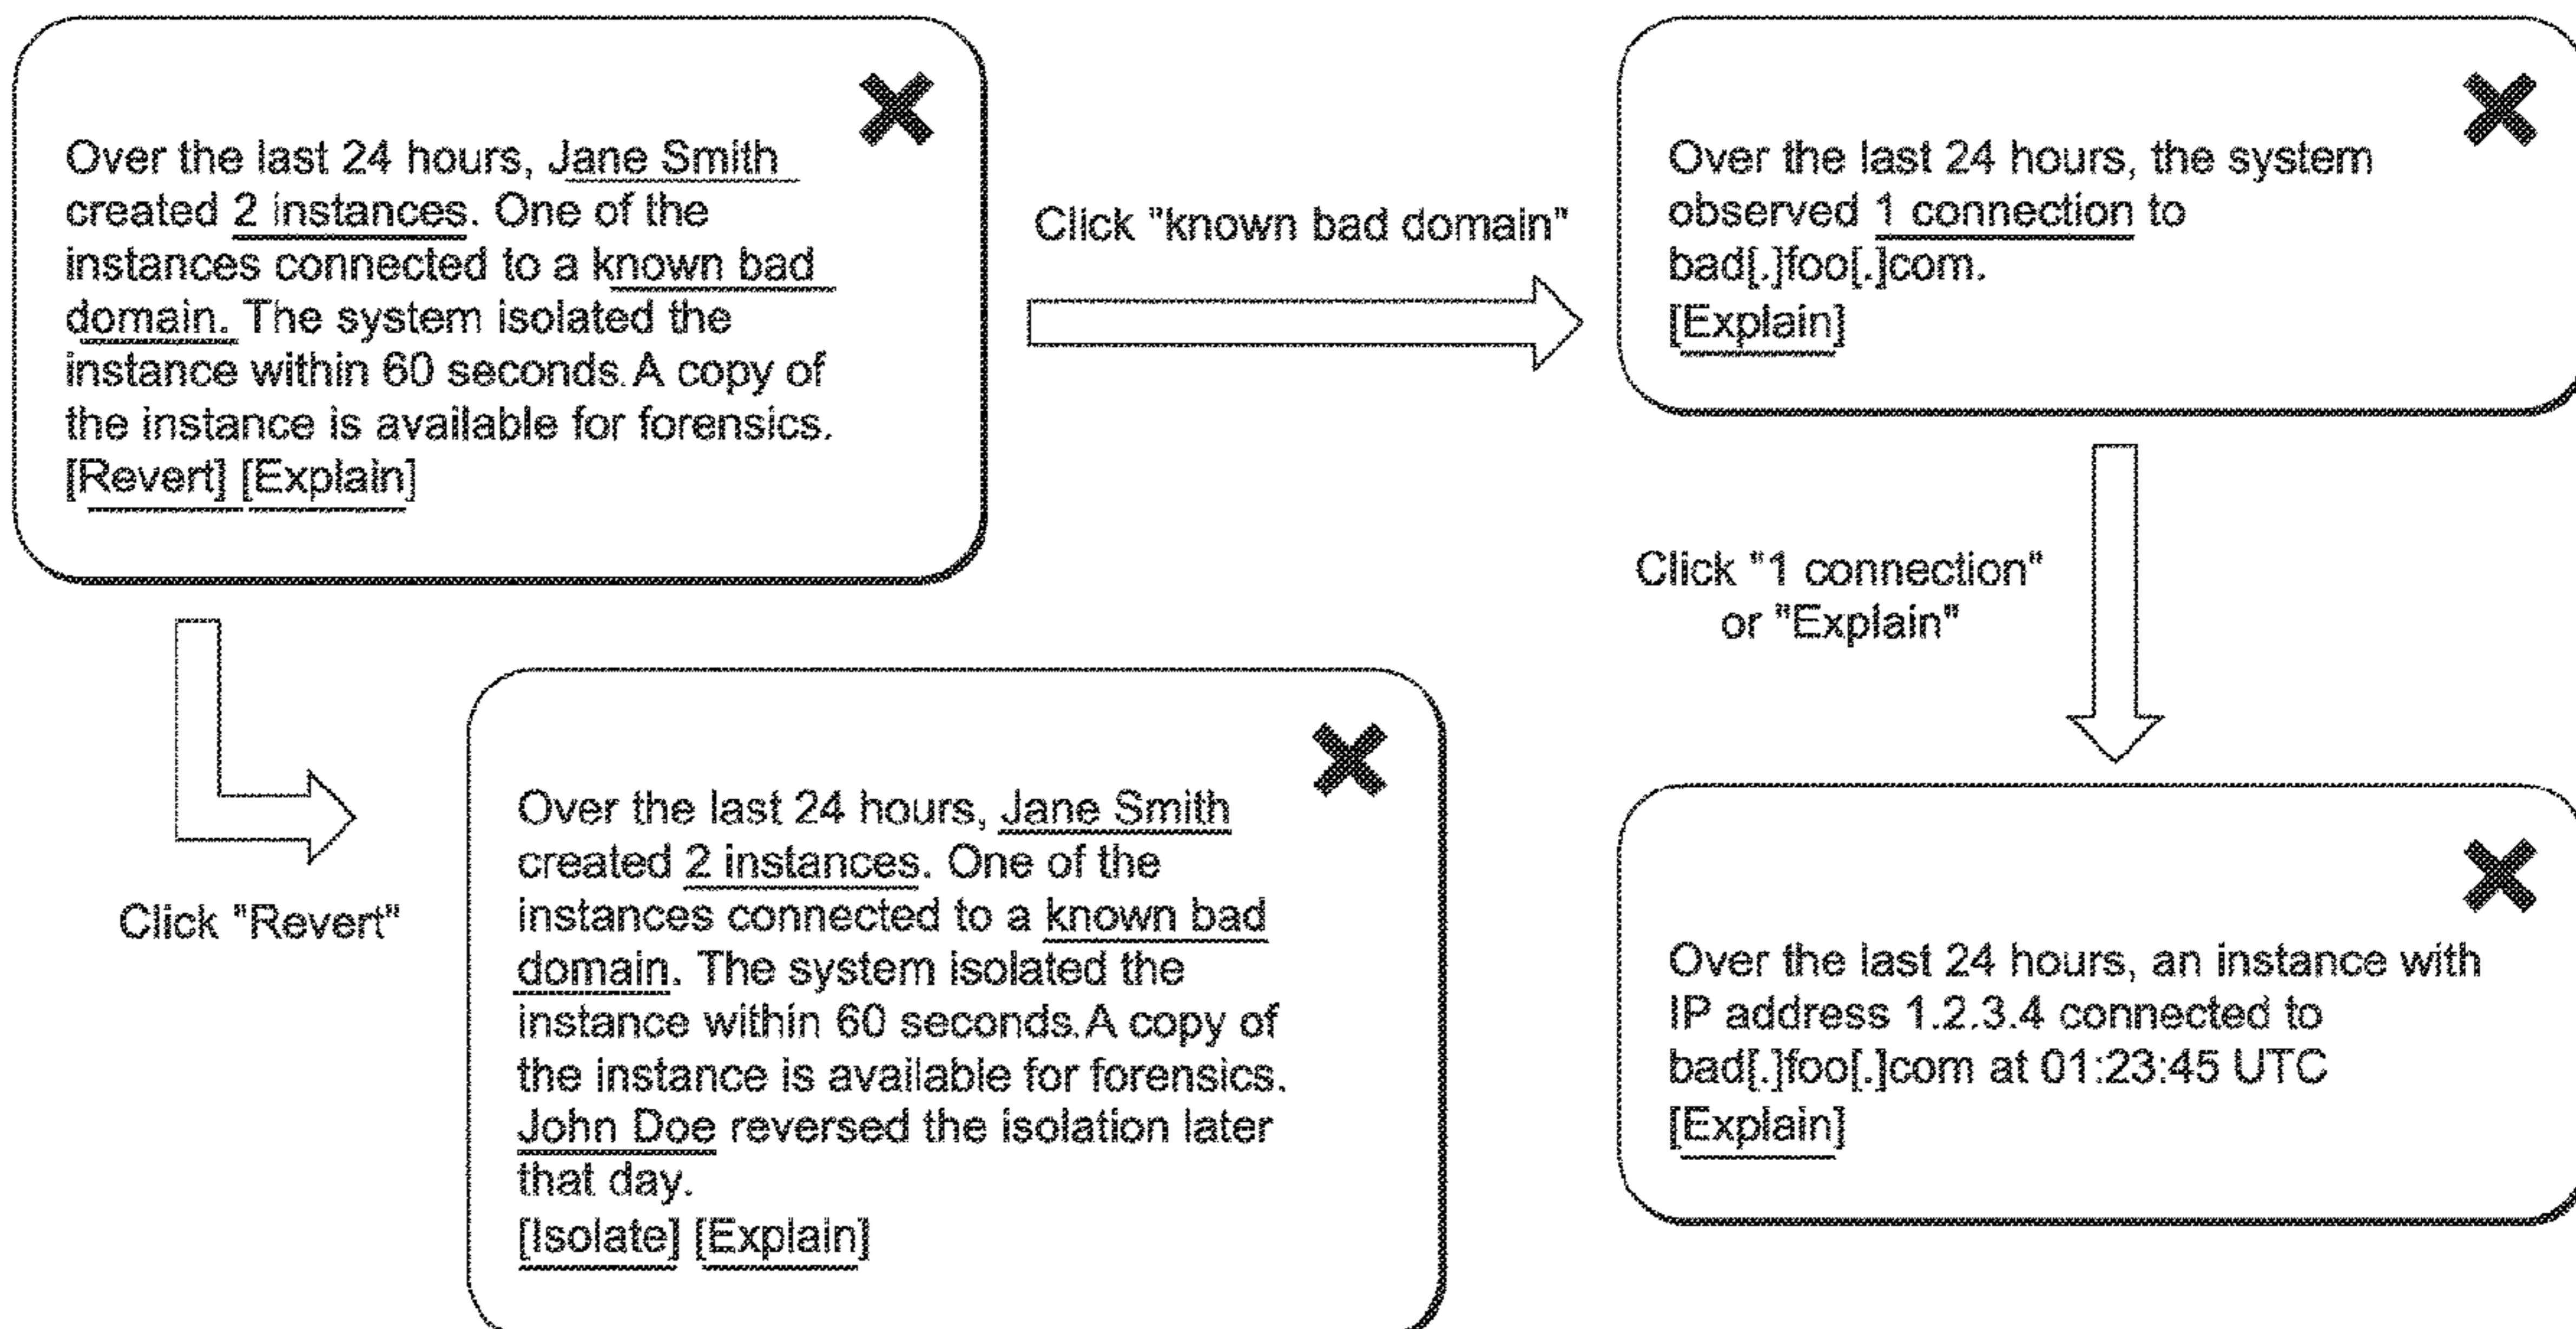 Over the last 24 hours, Jane Smith
created 2 instances. One of the
instances connected to a known bad
domain. The system isolated the
instance within 60 seconds. A copy of
the instance is available for forensics.
[Revert] [Explain]
Click "known bad domain"
Over the last 24 hours, the system
observed 1 connection to
bad[.]foo[.]com.
[Explain]
Click "1 connection"
or "Explain"
Click "Revert"
Over the last 24 hours, Jane Smith
created 2 instances. One of the
instances connected to a known bad
domain. The system isolated the
instance within 60 seconds. A copy of
the instance is available for forensics.
John Doe reversed the isolation later
that day.
[Isolate] [Explain]
Over the last 24 hours, an instance with
IP address 1.2.3.4 connected to
bad[.]foo[.]com at 01:23:45 UTC
[Explain]